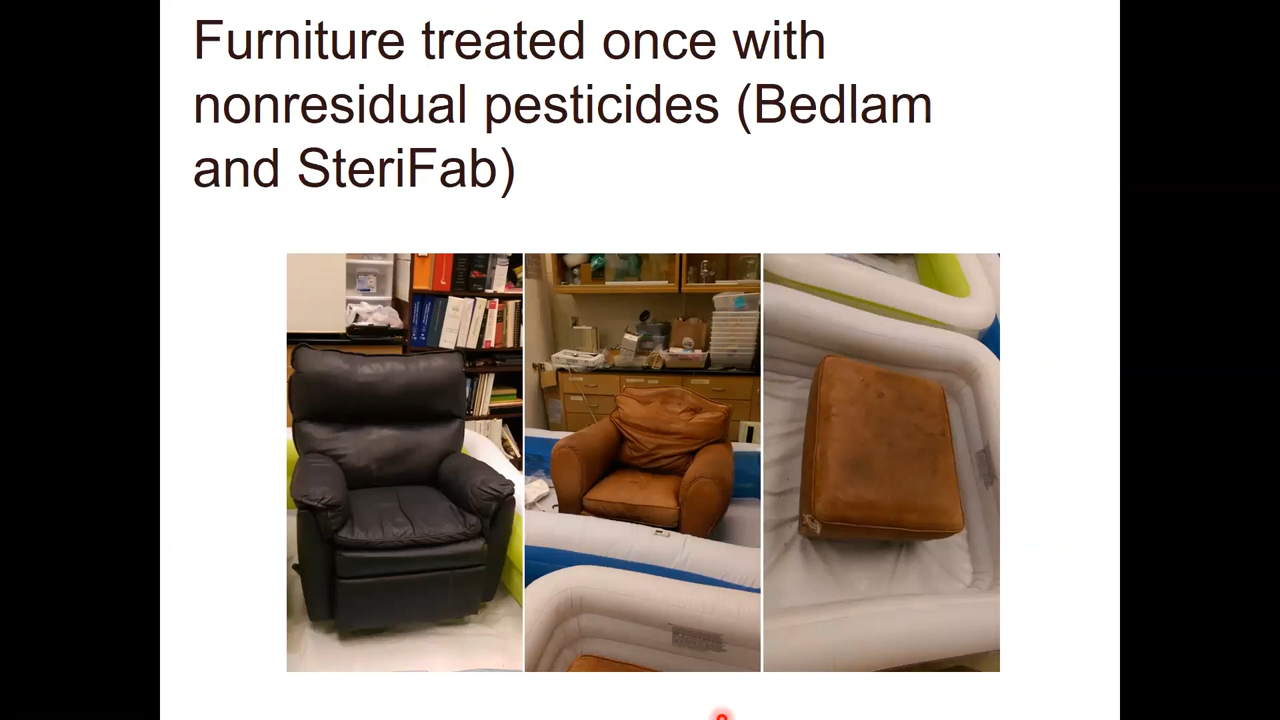 Furniture treated once with
nonresidual pesticides (Bedlam
and SteriFab)